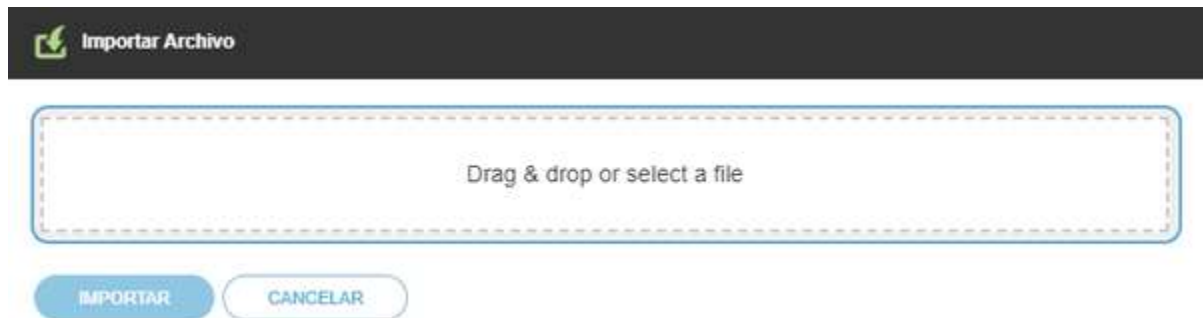 Importar Archivo
Drag & drop or select a file
IMPORTAR
CANCELAR